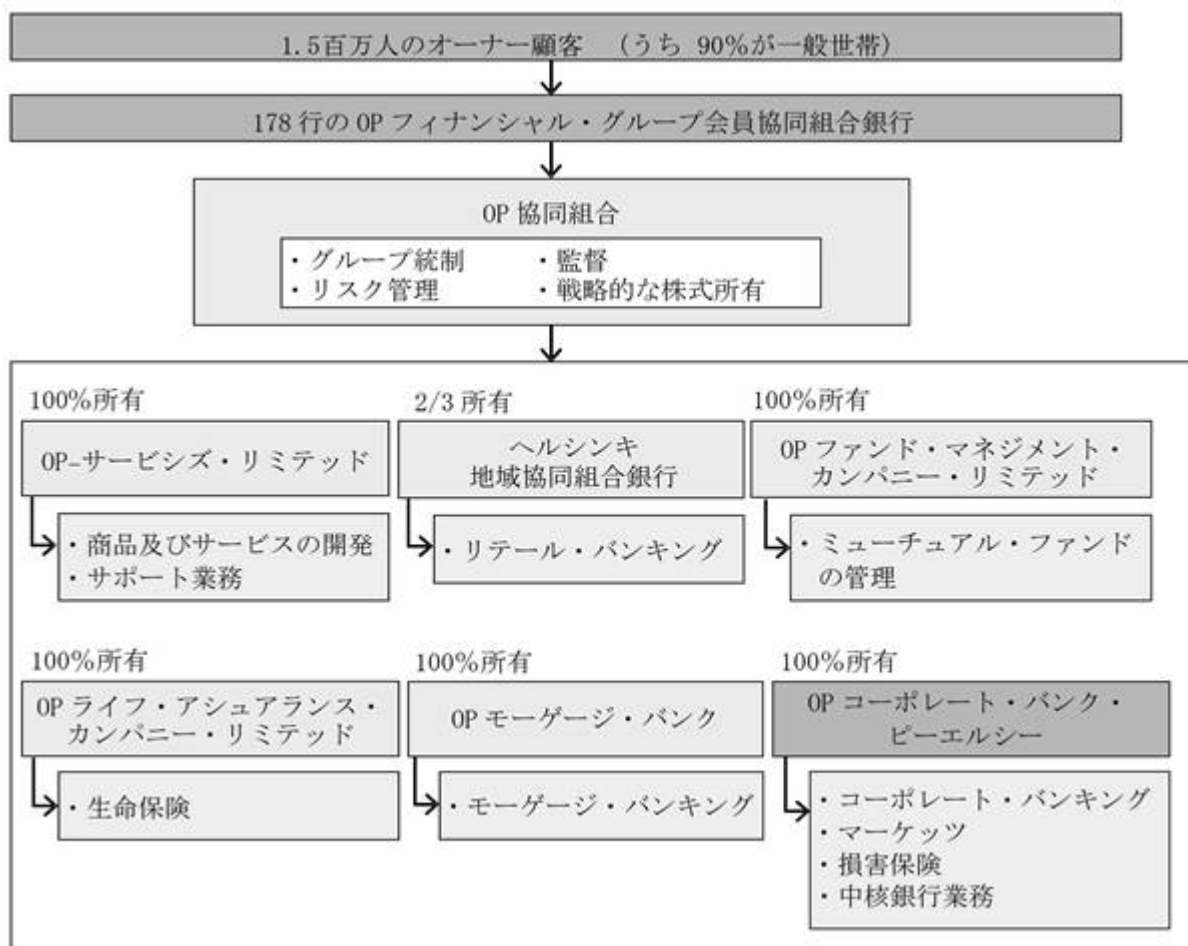 1.5百万人のオーナー顧客 (うち 90%が一般世帯)
178 行の OP フィナンシャル・グループ会員協同組合銀行
OP 協同組合
・グループ統制 ・監督
・リスク管理 ・戦略的な株式所有
100%所有
OP-サービシズ・リミテッド
・商品及びサービスの開発
・サポート業務
2/3 所有
ヘルシンキ
地域協同組合銀行
・リテール・バンキング
100%所有
OP ファンド・マネジメント・
カンパニー・リミテッド
・ミューチュアル・ファンド
の管理
100%所有
OP ライフ・アシュアランス・
カンパニー・リミテッド
・生命保険
100%所有
OP モーゲージ・バンク
・モーゲージ・バンキング
100%所有
OP コーポレート・バンク・
ピーエルシー
・コーポレート・バンキング
・マーケッツ
・損害保険
・中核銀行業務